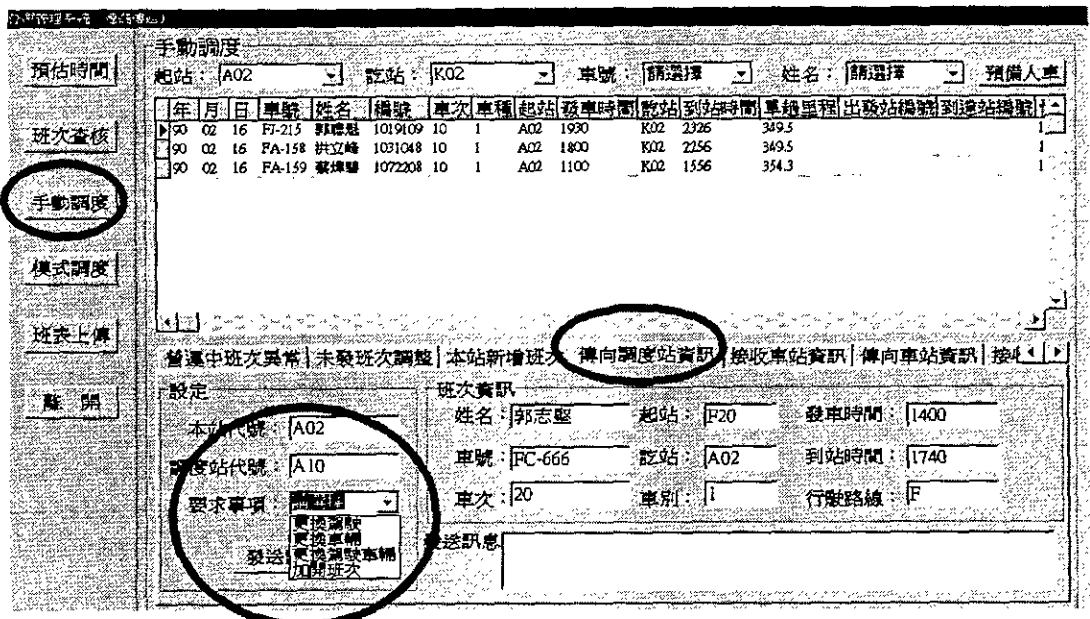 手動調度
預估時間
起站： A02 訖站： K02 車號： 請選擇 姓名： 請選擇 預備人車
班次查核
年 月 日 車號 姓名 編號 車次 車種 起站 發車時間 訖站 到站時間 單趟里程 出發站編號 到達站編號
90 02 16 FJ-215 1019109 10 1 A02 1930 K02 2326 349.5 1
90 02 16 FA-158 洪立峰 1031048 10 1 A02 1800 K02 2256 349.5 1
90 02 16 FA-159 1072208 10 1 A02 1100 K02 1556 354.3 1
手動調度
模式調度
班表上傳
離 開
營運中班次異常 未發班次調整 本站新增班次 傳向調度站資訊 接收車站資訊 傳向車站資訊
設定
本站代號： A02
調度站代號： A10
要求事項：
更換駕駛
更換車輛
更換駕駛車輛
加開班次
發送
班次資訊
姓名： 郭志堅 起站： F20 發車時間： 1400
車號： FC-666 訖站： A02 到站時間： 1740
車次： 20 車別： 1 行駛路線： F
發送訊息